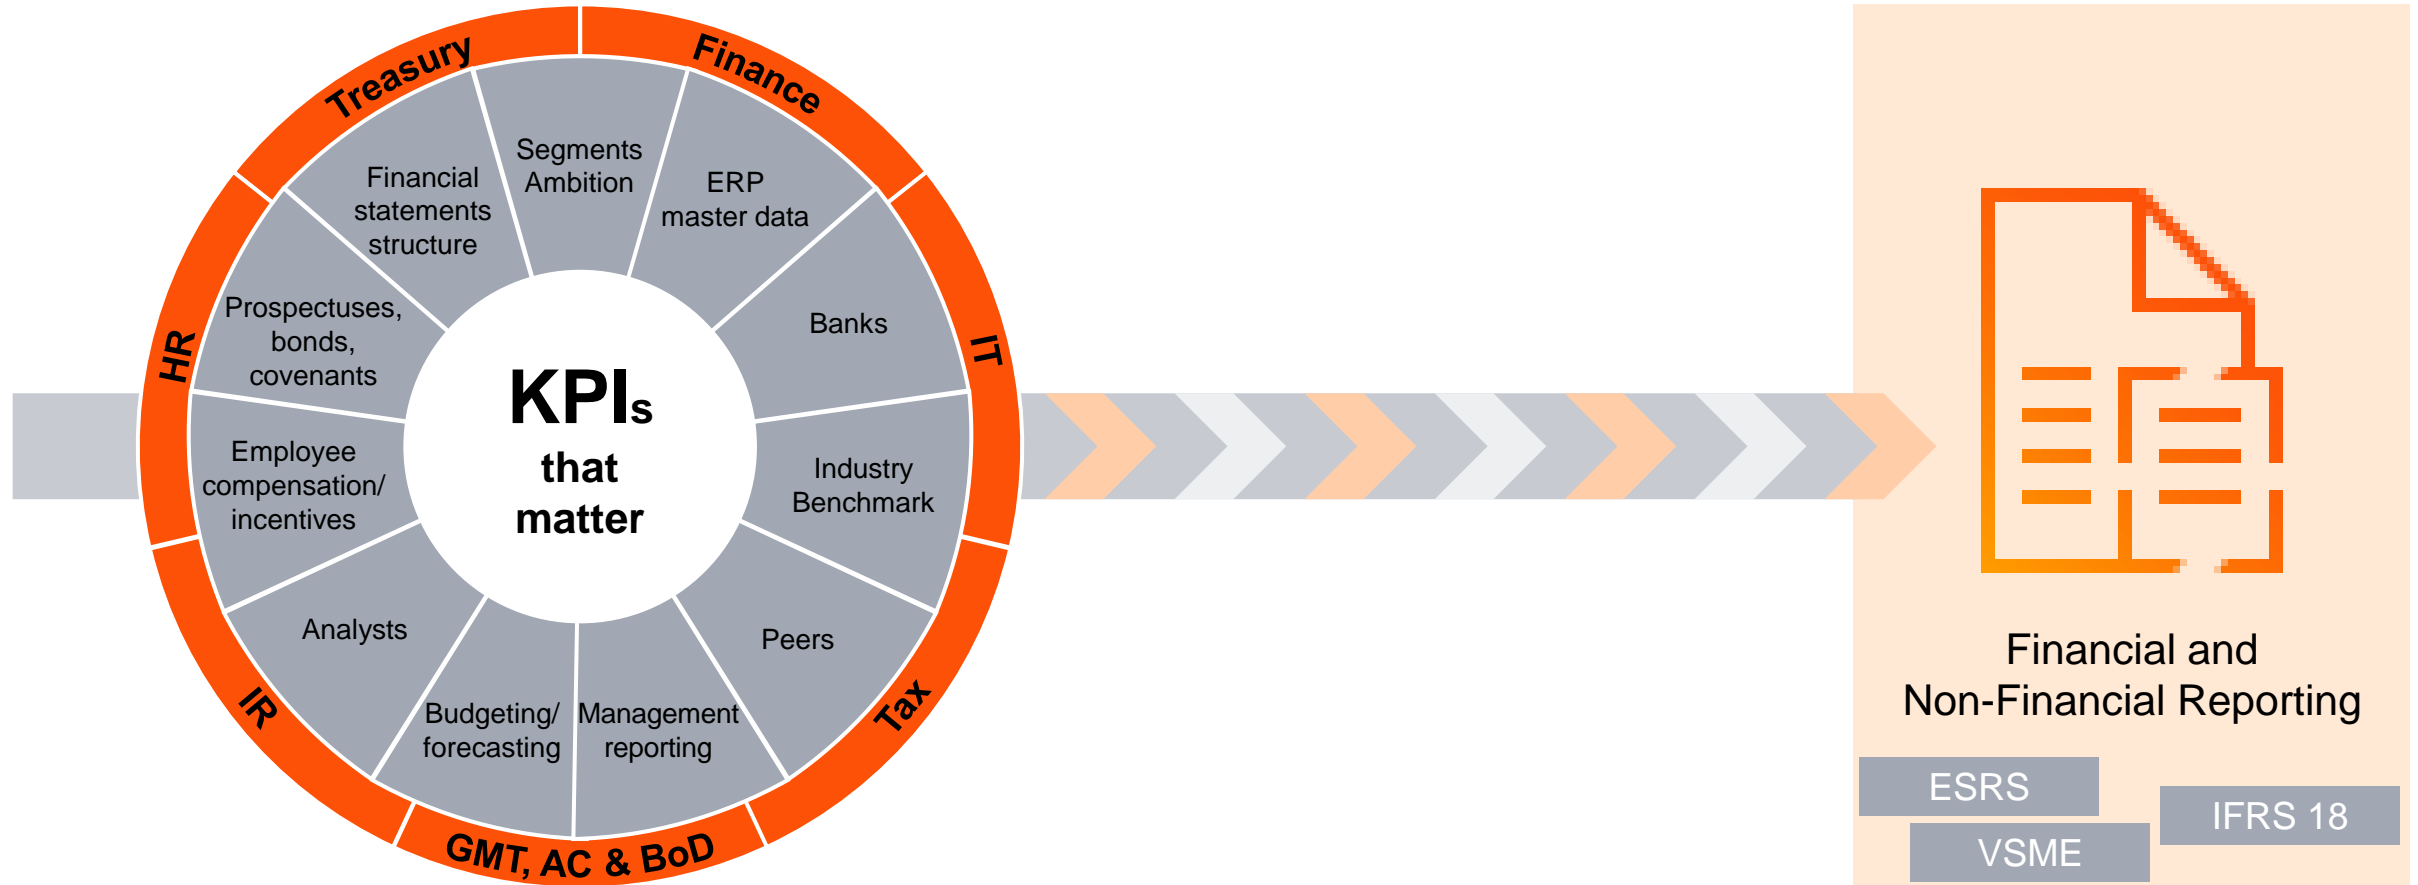 Treasury
Finance
IT
Tax
GMT, AC & BoD
IR
HR
Segments
Ambition
ERP
master data
Banks
Industry
Benchmark
Peers
Management
reporting
Budgeting/
forecasting
Analysts
Employee
compensation/
incentives
Prospectuses,
bonds,
covenants
Financial
statements
structure
KPIs
that
matter
Financial and
Non-Financial Reporting
ESRS
IFRS 18
VSME